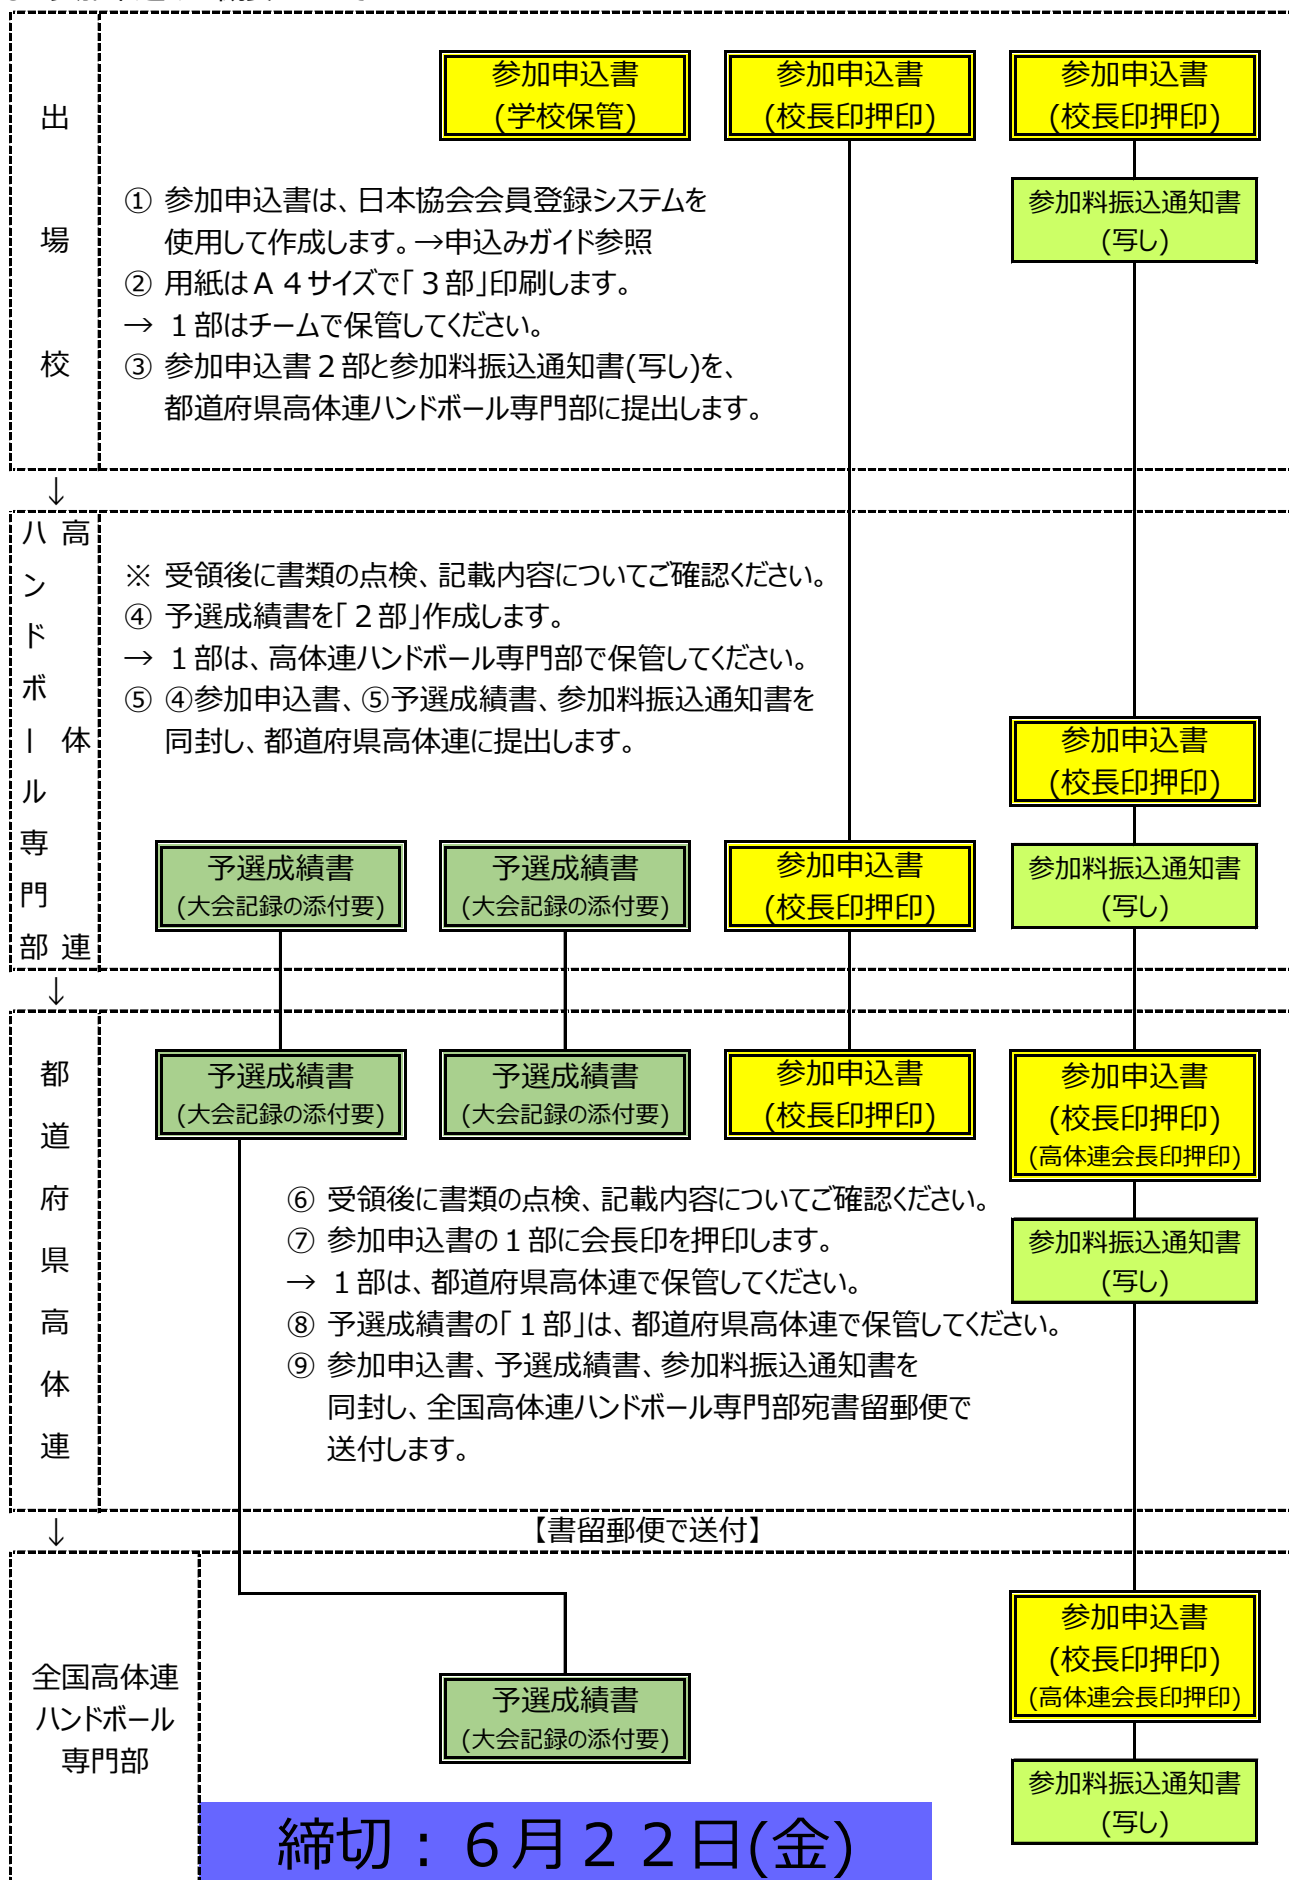 出場校
参加申込書
(学校保管)
参加申込書
(校長印押印)
参加申込書
(校長印押印)
参加料振込通知書
(写し)
① 参加申込書は、日本協会会員登録システムを
使用して作成します。→申込みガイド参照
② 用紙はA４サイズで「３部」印刷します。
→ １部はチームで保管してください。
③ 参加申込書２部と参加料振込通知書(写し)を、
都道府県高体連ハンドボール専門部に提出します。
↓
高体連
ハンドボール専門部
※ 受領後に書類の点検、記載内容についてご確認ください。
④ 予選成績書を「２部」作成します。
→ １部は、高体連ハンドボール専門部で保管してください。
⑤ ④参加申込書、⑤予選成績書、参加料振込通知書を
同封し、都道府県高体連に提出します。
参加申込書
(校長印押印)
予選成績書
(大会記録の添付要)
予選成績書
(大会記録の添付要)
参加申込書
(校長印押印)
参加料振込通知書
(写し)
↓
都道府県高体連
予選成績書
(大会記録の添付要)
予選成績書
(大会記録の添付要)
参加申込書
(校長印押印)
参加申込書
(校長印押印)
(高体連会長印押印)
参加料振込通知書
(写し)
⑥ 受領後に書類の点検、記載内容についてご確認ください。
⑦ 参加申込書の１部に会長印を押印します。
→ １部は、都道府県高体連で保管してください。
⑧ 予選成績書の「１部」は、都道府県高体連で保管してください。
⑨ 参加申込書、予選成績書、参加料振込通知書を
同封し、全国高体連ハンドボール専門部宛書留郵便で
送付します。
↓
【書留郵便で送付】
全国高体連
ハンドボール
専門部
参加申込書
(校長印押印)
(高体連会長印押印)
予選成績書
(大会記録の添付要)
参加料振込通知書
(写し)
締切：６月２２日(金)